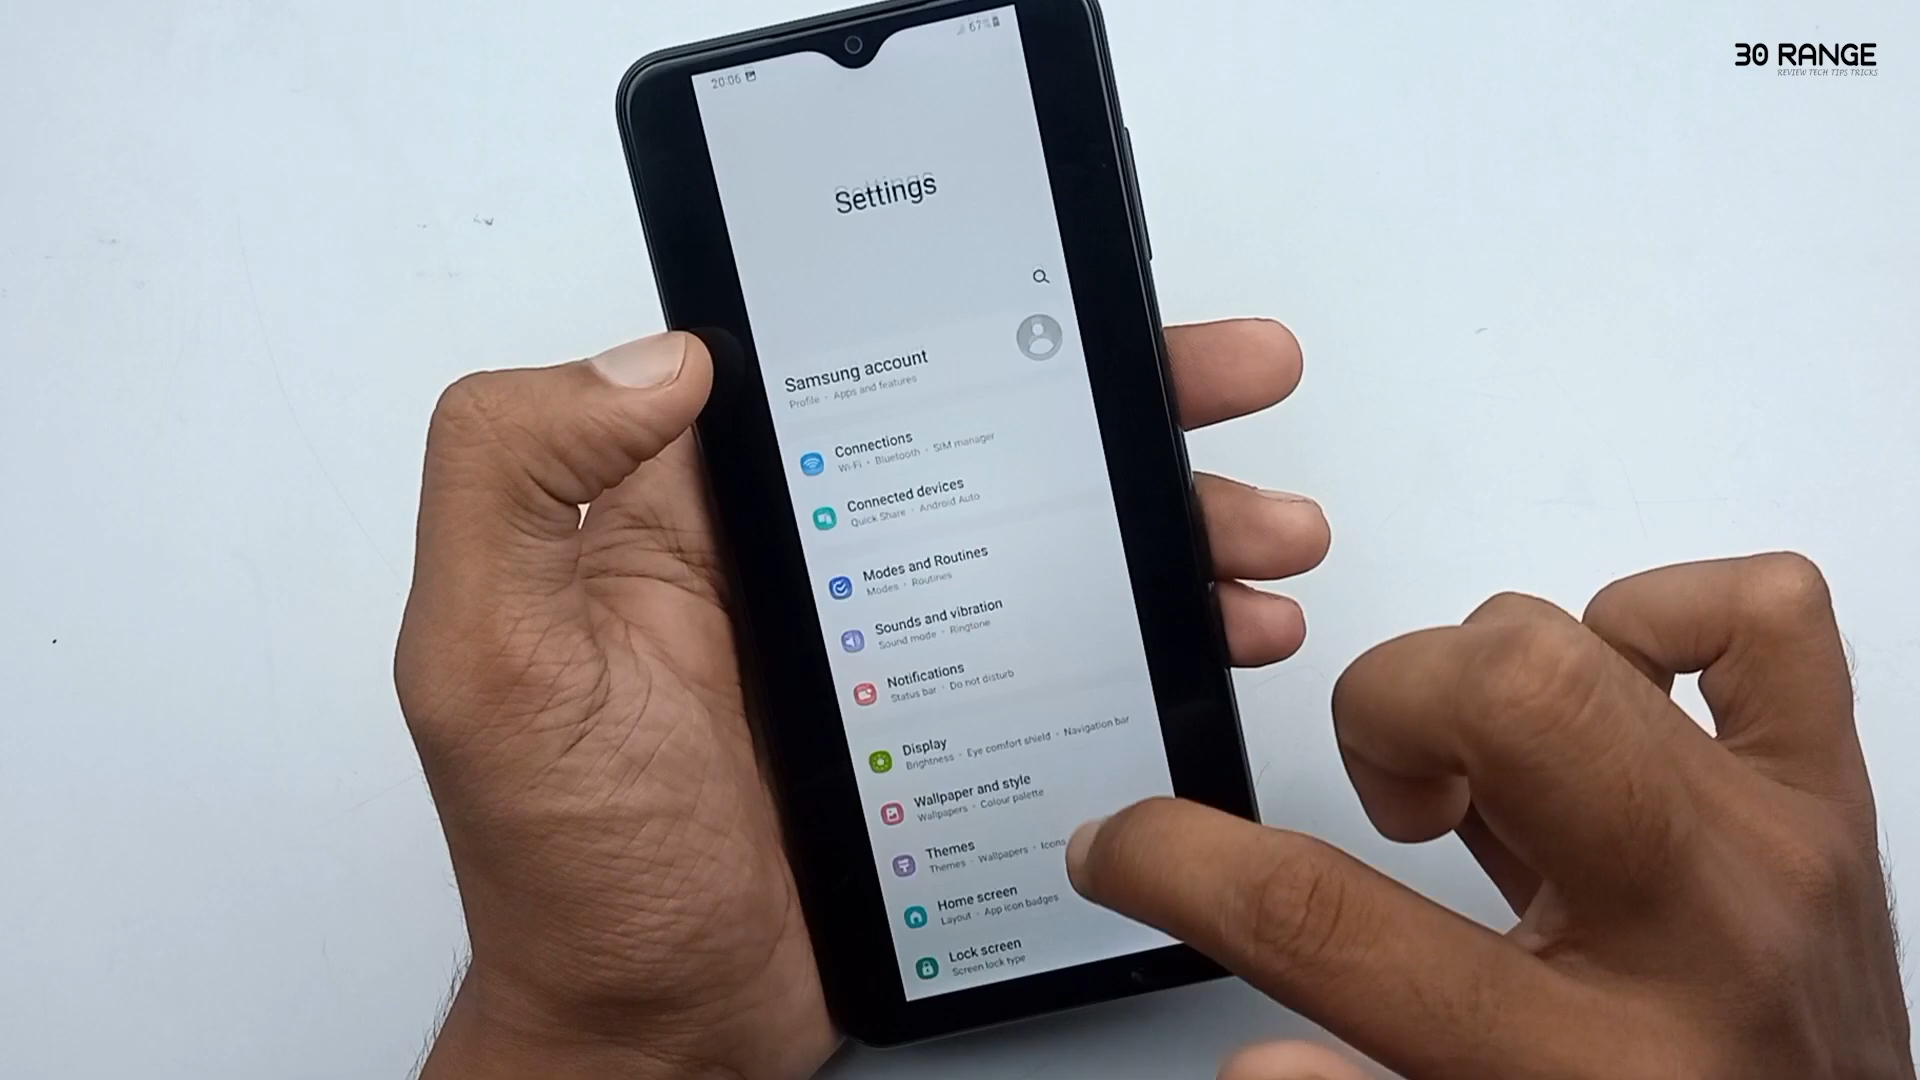 30 RANGE
REVIEW TECH TIPS TRICKS
20:06
67%
Settings
Samsung account
Profile • Apps and features
Connections
Wi-Fi • Bluetooth • SIM manager
Connected devices
Quick Share • Android Auto
Modes and Routines
Modes • Routines
Sounds and vibration
Sound mode • Ringtone
Notifications
Status bar • Do not disturb
Display
Brightness • Eye comfort shield • Navigation bar
Wallpaper and style
Wallpapers • Colour palette
Themes
Themes • Wallpapers • Icons
Home screen
Layout • App icon badges
Lock screen
Screen lock type